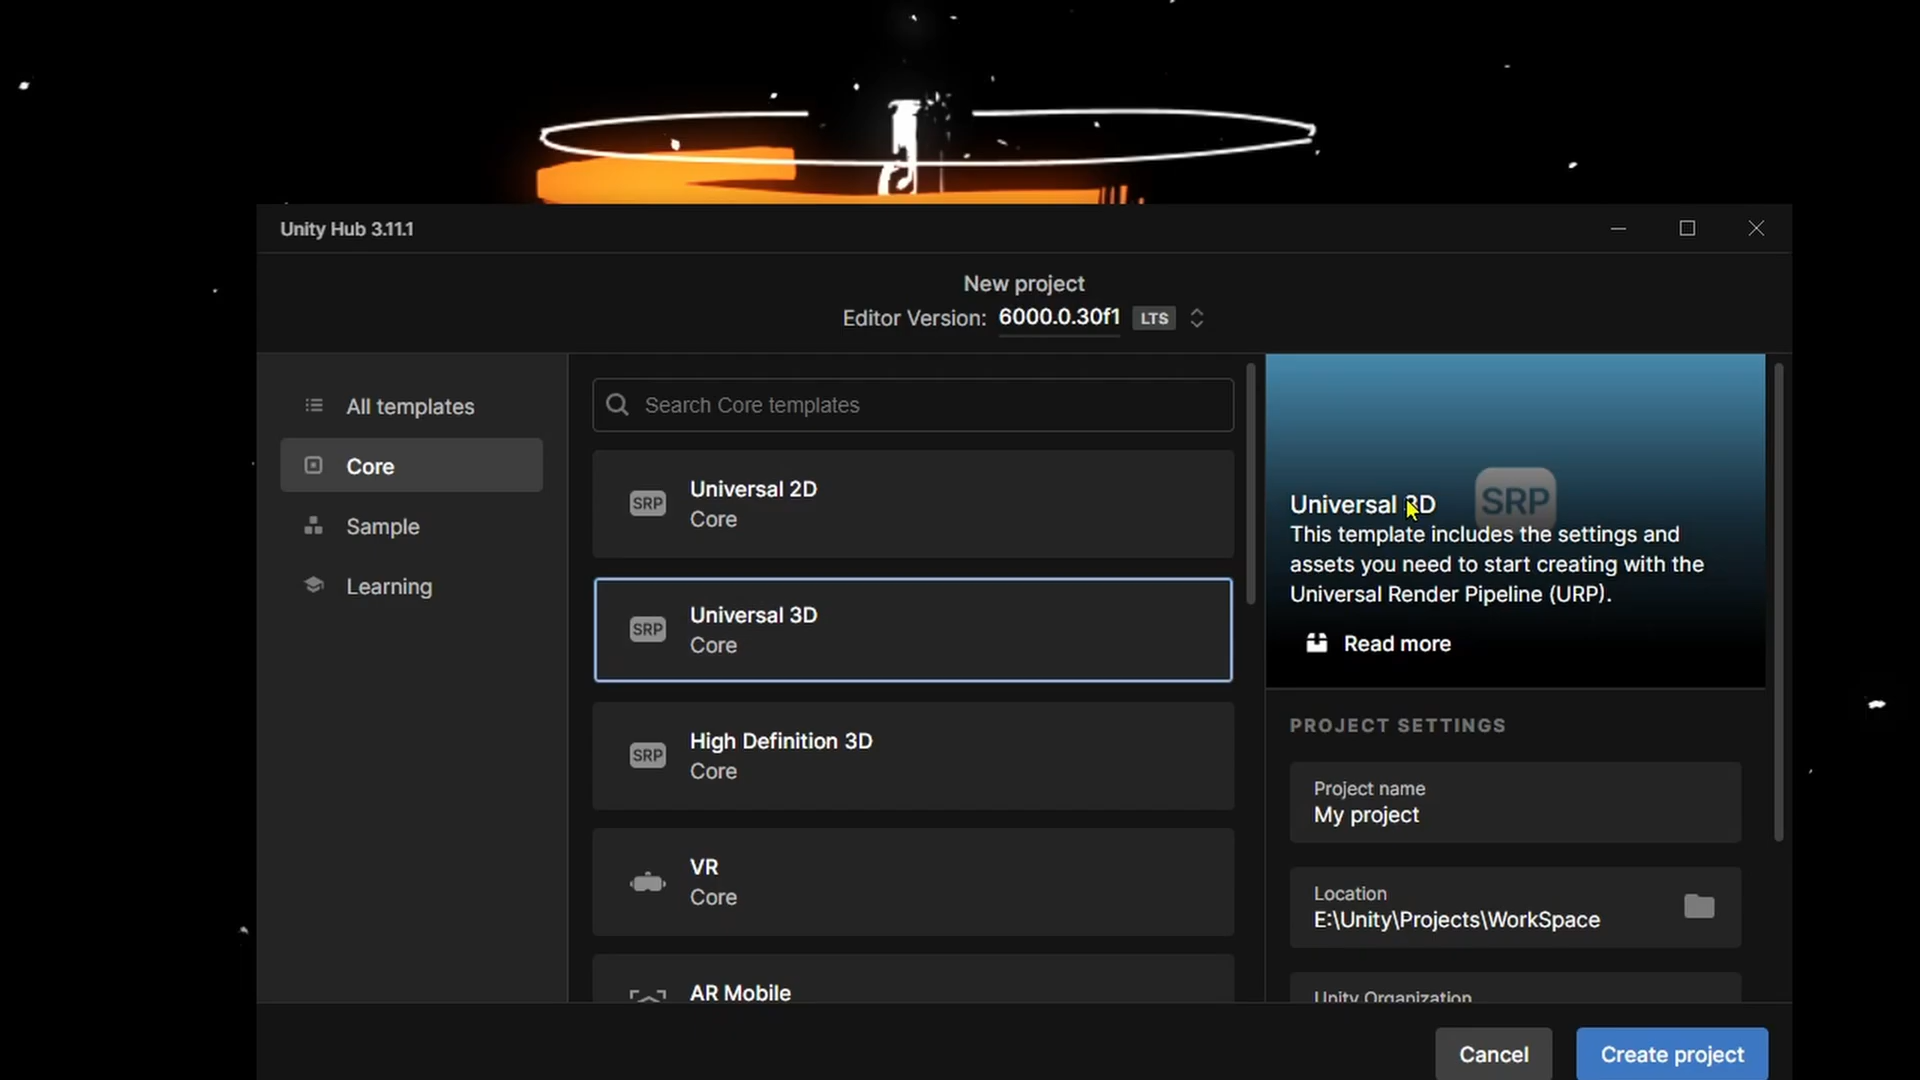 Unity Hub 3.11.1
New project
Editor Version: 6000.0.30f1 LTS
All templates
Core
Sample
Learning
Search Core templates
SRP
Universal 2D
Core
SRP
Universal 3D
Core
SRP
High Definition 3D
Core
VR
Core
AR Mobile
SRP
Universal 3D
This template includes the settings and
assets you need to start creating with the
Universal Render Pipeline (URP).
Read more
PROJECT SETTINGS
Project name
My project
Location
E:\Unity\Projects\WorkSpace
Unity Organization
Cancel
Create project